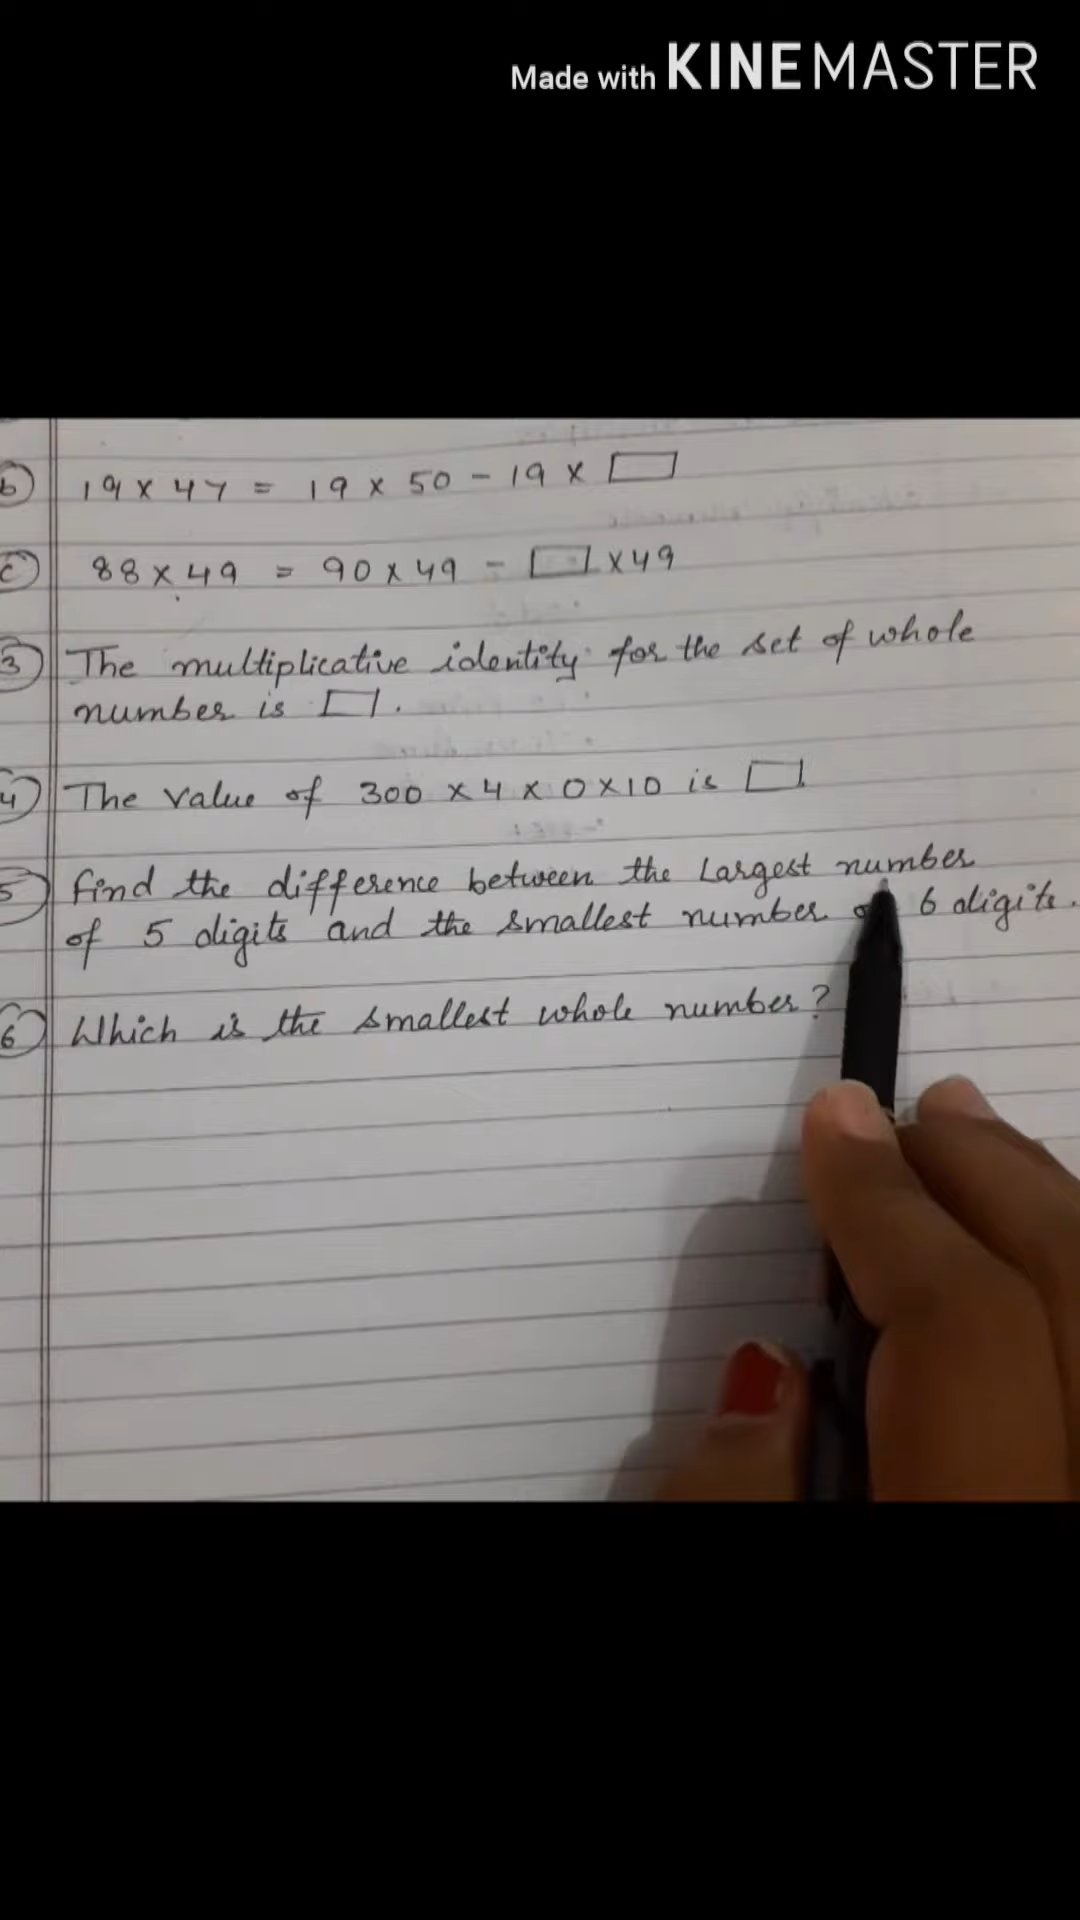 Made with KINEMASTER
b 19 × 47 = 19 × 50 - 19 × □
c 88 × 49 = 90 × 49 - □ × 49
3 The multiplicative identity for the set of whole
number is □.
4 The value of 300 × 4 × 0 × 10 is □
5 find the difference between the Largest number
of 5 digits and the smallest number 6 digits.
6 Which is the smallest whole number?